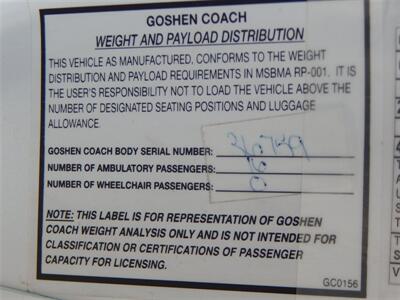 GOSHEN COACH
WEIGHT AND PAYLOAD DISTRIBUTION
THIS VEHICLE AS MANUFACTURED, CONFORMS TO THE WEIGHT
DISTRIBUTION AND PAYLOAD REQUIREMENTS IN MSBMA RP-001. IT IS
THE USER'S RESPONSIBILITY NOT TO LOAD THE VEHICLE ABOVE THE
NUMBER OF DESIGNATED SEATING POSITIONS AND LUGGAGE
ALLOWANCE.
GOSHEN COACH BODY SERIAL NUMBER: 36739
NUMBER OF AMBULATORY PASSENGERS: 16
NUMBER OF WHEELCHAIR PASSENGERS: 0
NOTE: THIS LABEL IS FOR REPRESENTATION OF GOSHEN
COACH WEIGHT ANALYSIS ONLY AND IS NOT INTENDED FOR
CLASSIFICATION OR CERTIFICATIONS OF PASSENGER
CAPACITY FOR LICENSING.
GC0156